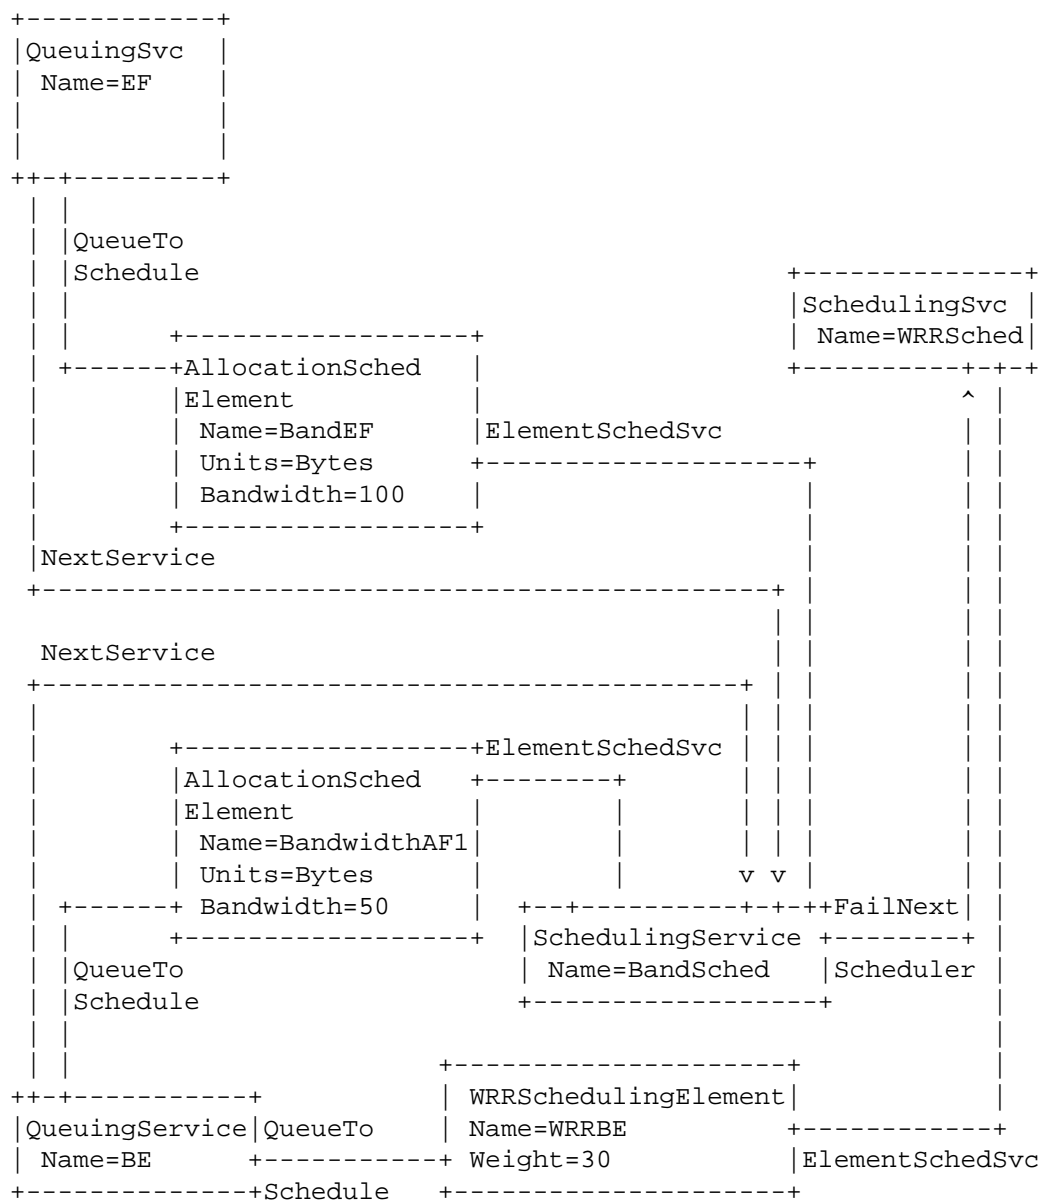 QueuingSvc
Name=EF
QueueTo
Schedule
SchedulingSvc
Name=WRRSched
AllocationSched
Element
Name=BandEF
ElementSchedSvc
Units=Bytes
Bandwidth=100
NextService
NextService
ElementSchedSvc
AllocationSched
Element
Name=BandwidthAF1
Units=Bytes
Bandwidth=50
FailNext
SchedulingService
QueueTo
Name=BandSched
Scheduler
Schedule
WRRSchedulingElement
QueuingService
QueueTo
Name=WRRBE
Name=BE
Weight=30
ElementSchedSvc
Schedule